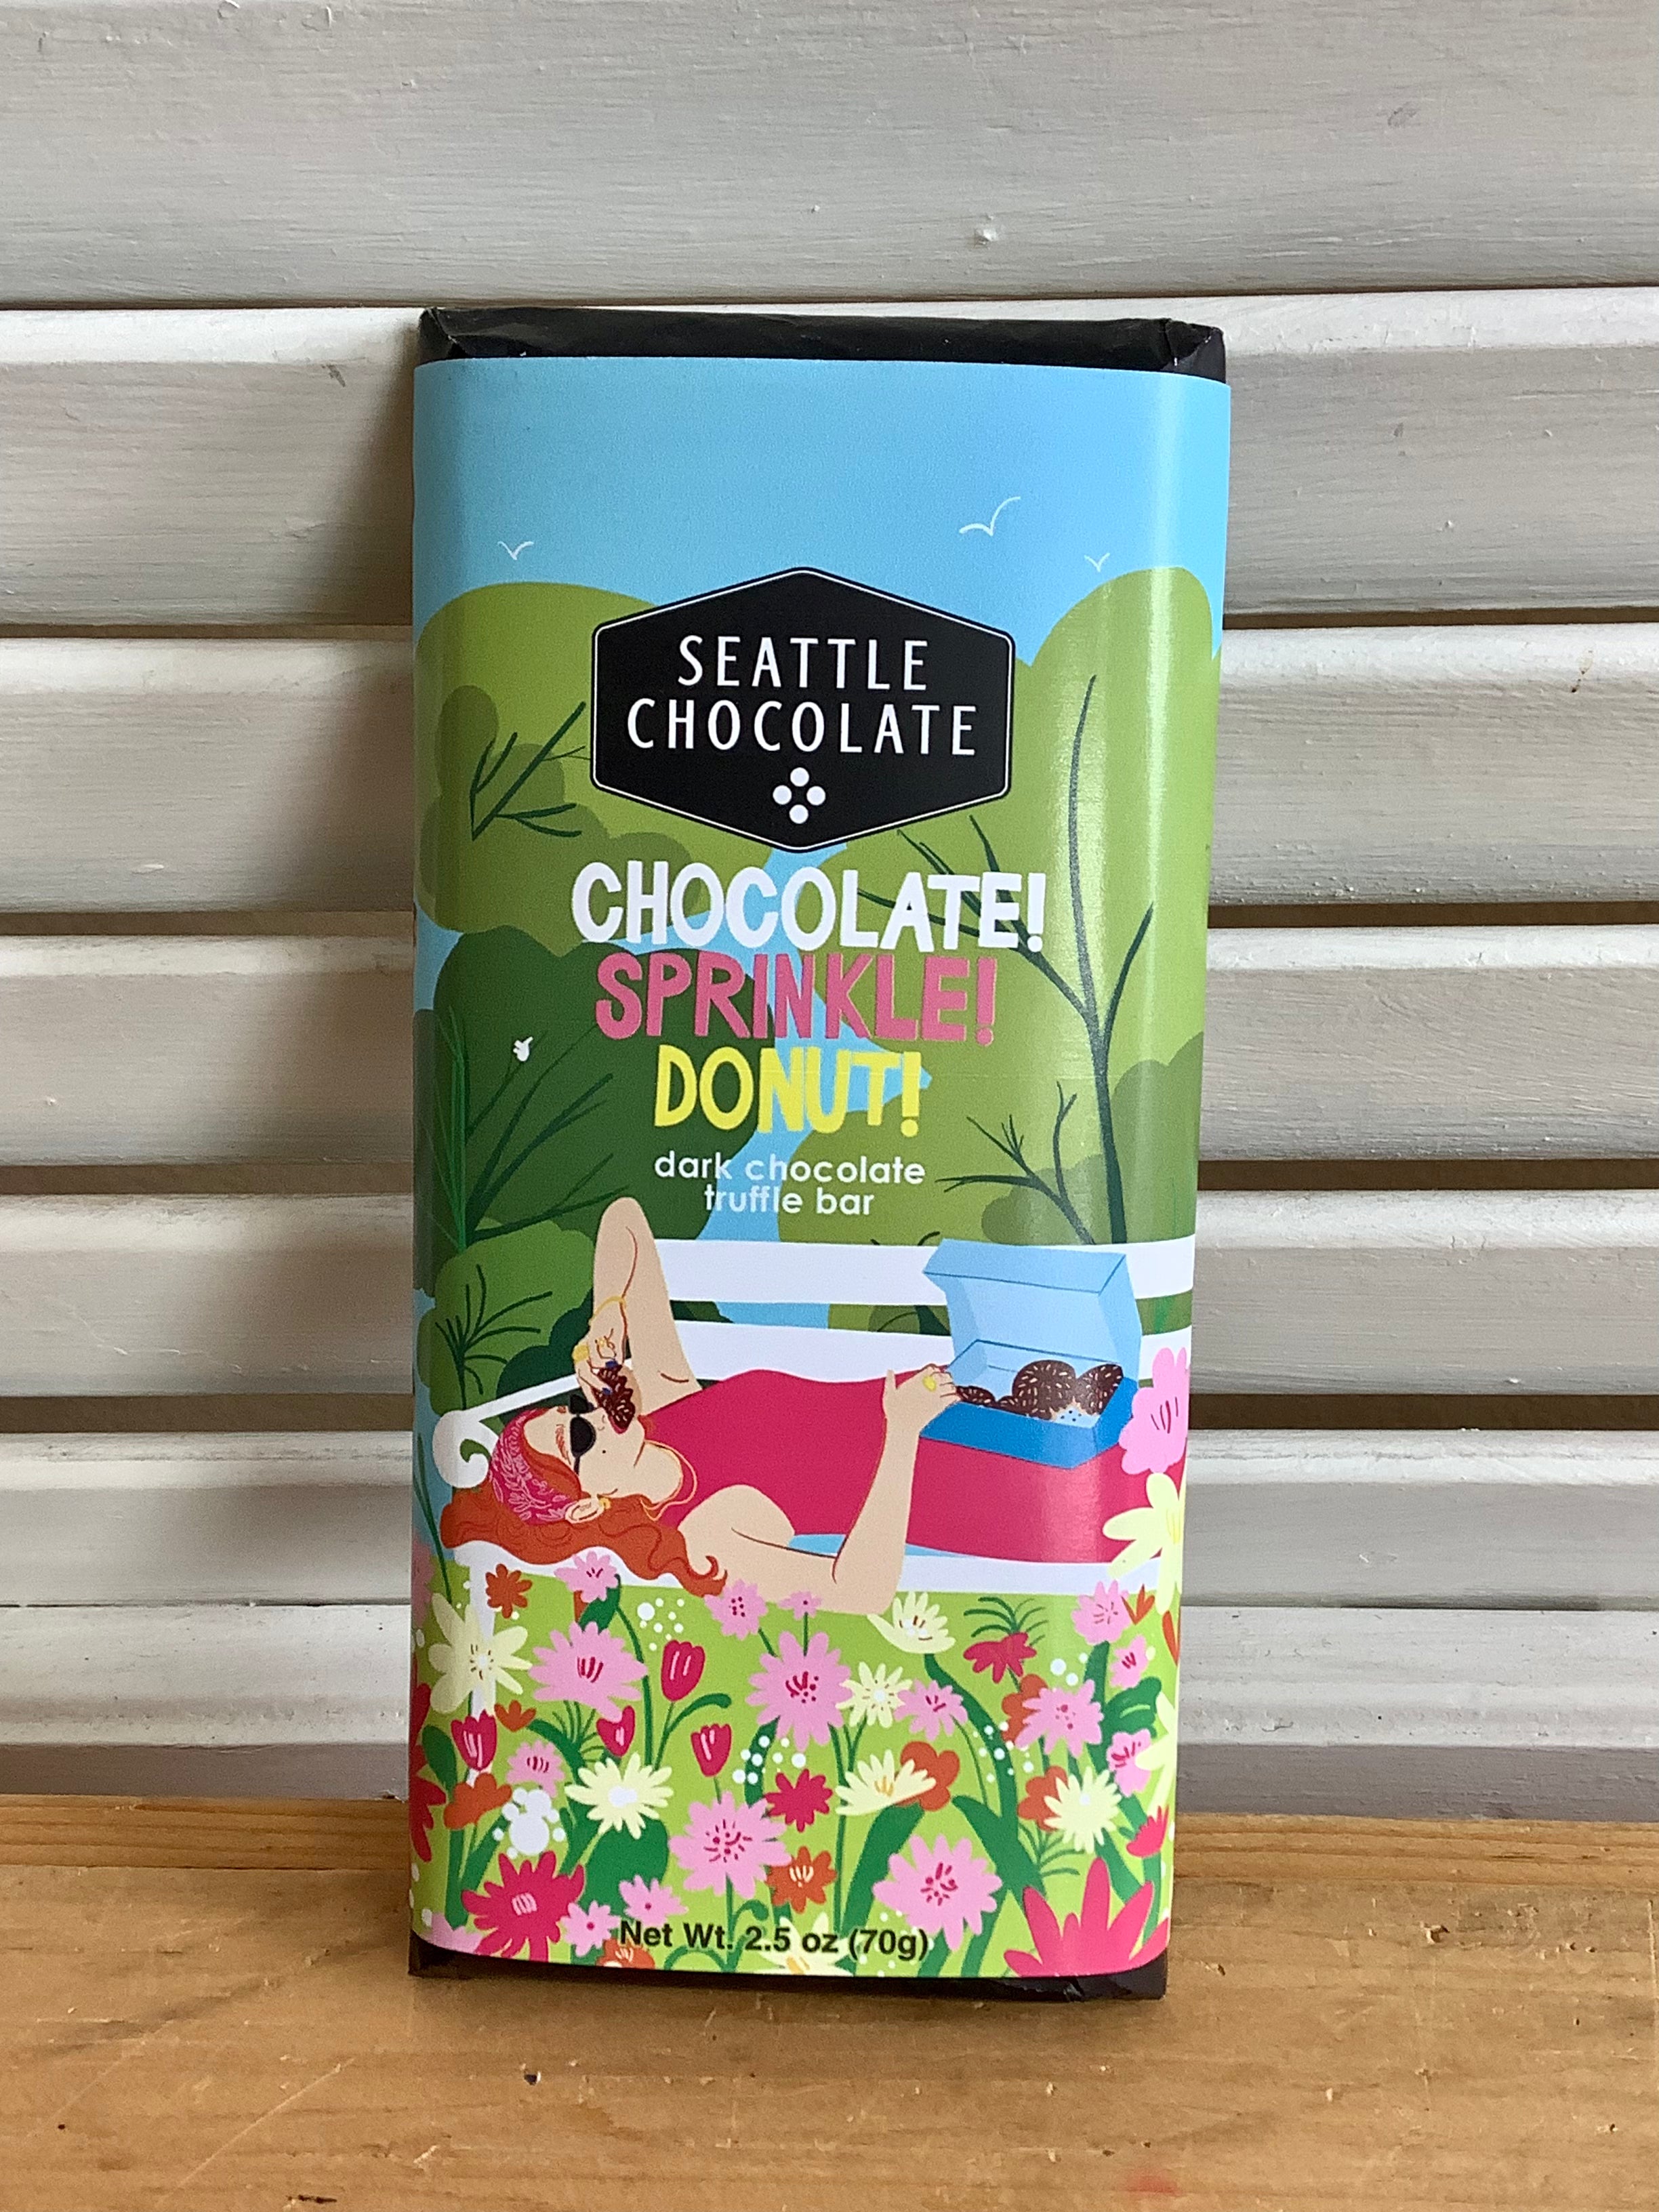 SEATTLE
CHOCOLATE
CHOCOLATE!
SPRINKLE!
DONUT!
dark chocolate
truffle bar
Net Wt. 2.5 oz (70g)